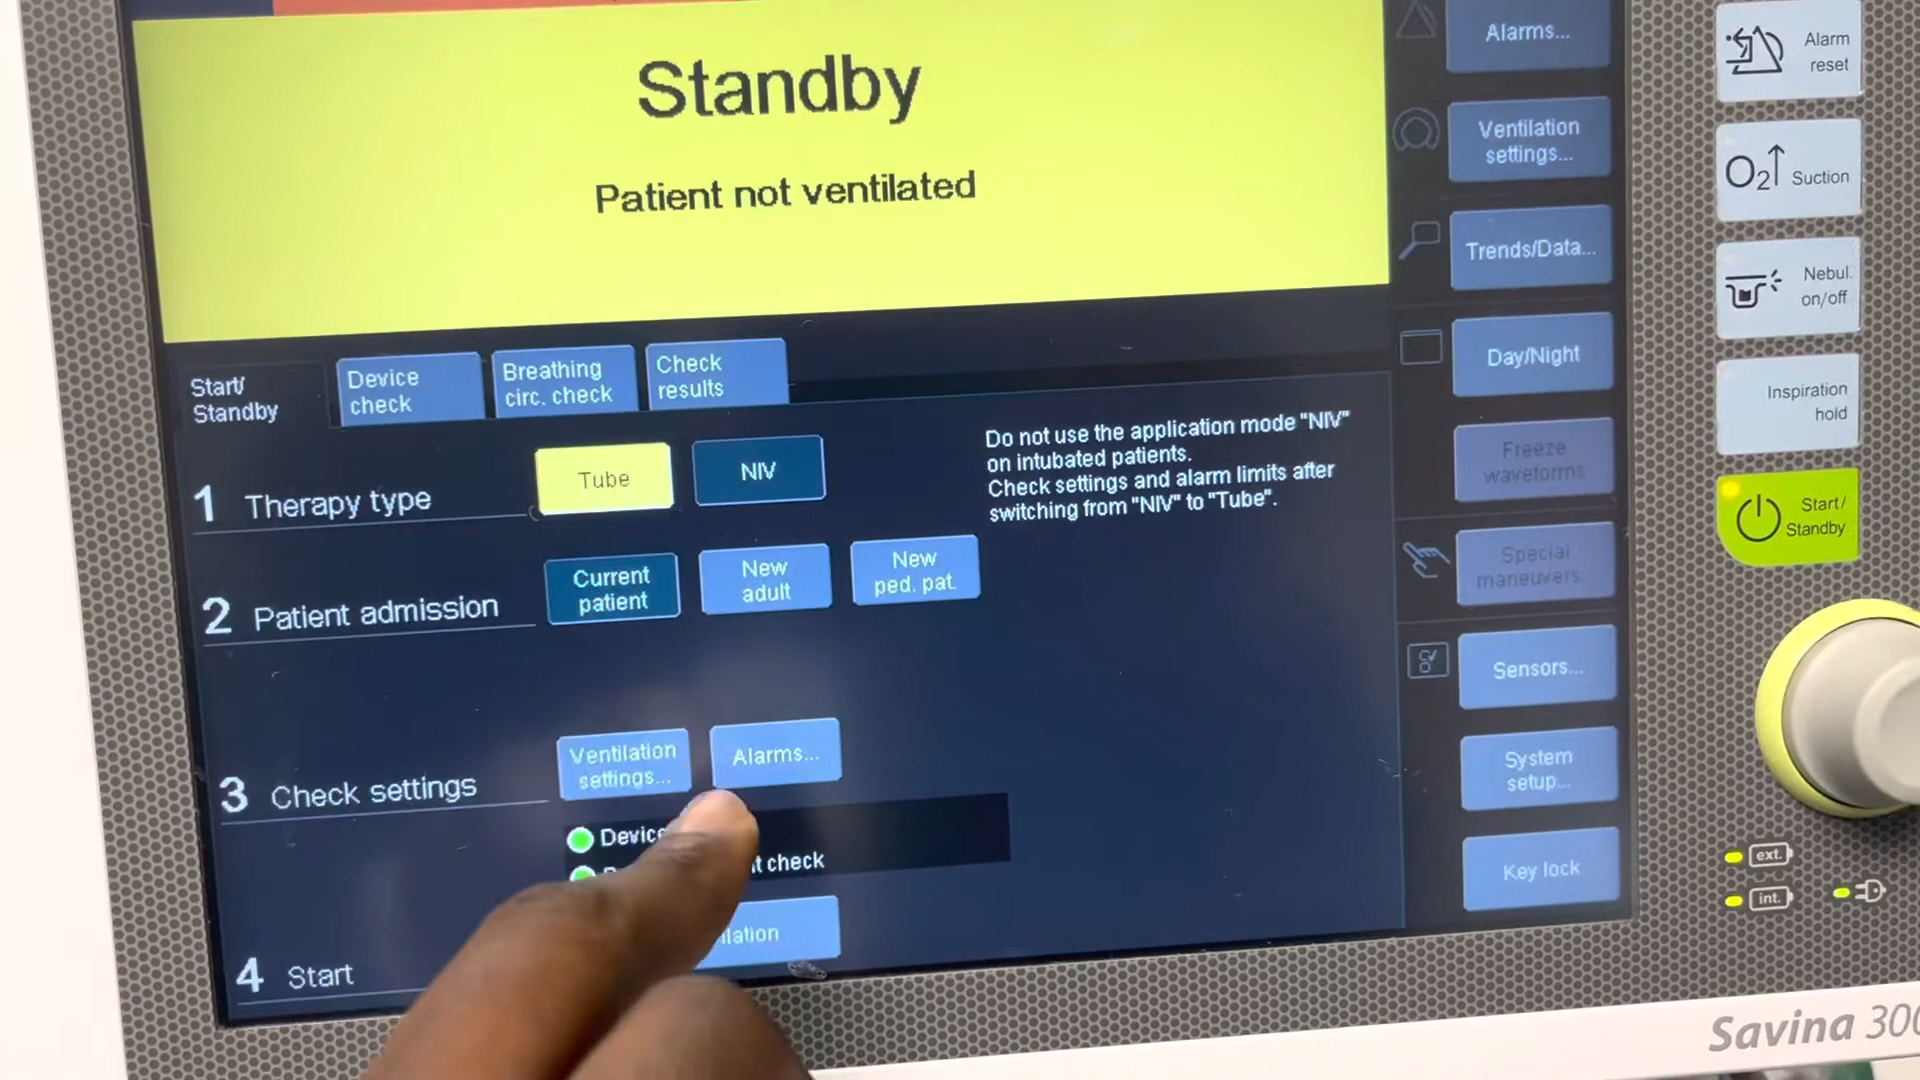 Standby
Patient not ventilated
Start/
Standby
Device
check
Breathing
circ. check
Check
results
1 Therapy type
Tube
NIV
Do not use the application mode "NIV"
on intubated patients.
Check settings and alarm limits after
switching from "NIV" to "Tube".
2 Patient admission
Current
patient
New
adult
New
ped. pat.
3 Check settings
Ventilation
settings...
Alarms...
check
4 Start
Alarms...
Ventilation
settings...
Trends/Data...
Day/Night
Freeze
waveforms
Special
maneuvers
Sensors...
System
setup...
Key lock
Alarm
reset
O2 Suction
Nebul.
on/off
Inspiration
hold
Start/
Standby
ext.
int.
Savina